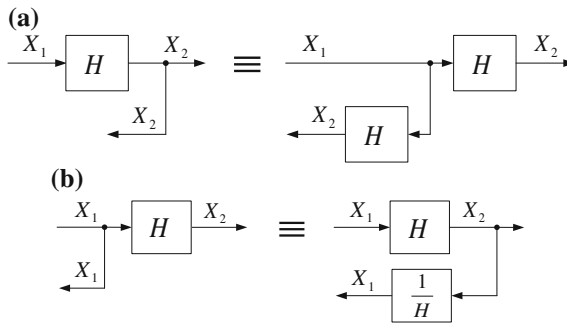 (a)
X₁ H X₂ ≡ X₁ H X₂
X₂ X₂ H
(b)
X₁ H X₂ ≡ X₁ H X₂
X₁ X₁ 1/H